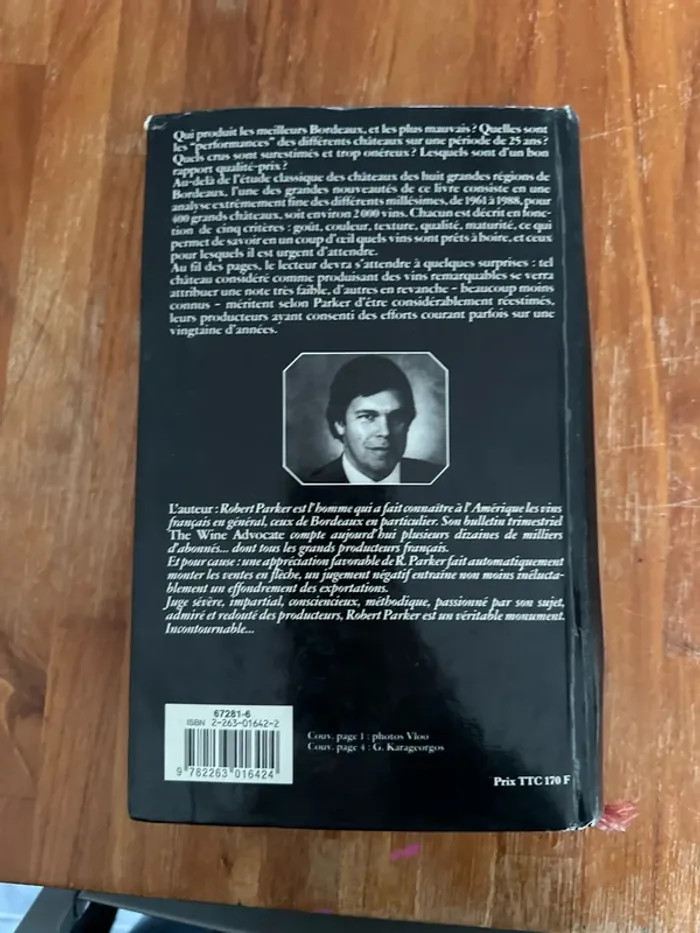 Qui produit les meilleurs Bordeaux, et les plus mauvais ? Quelles sont
les "performances" des différents châteaux sur une période de 25 ans ?
Quels crus sont surestimés et trop onéreux ? Lesquels sont d'un bon
rapport qualité-prix ?
Au-delà de l'étude classique des châteaux des huit grandes régions de
Bordeaux, l'une des grandes nouveautés de ce livre consiste en une
analyse extrêmement fine des différents millésimes, de 1961 à 1988, pour
400 grands châteaux, soit environ 2 000 vins. Chacun est décrit en fonc-
tion de cinq critères : goût, couleur, texture, qualité, maturité, ce qui
permet de savoir en un coup d'œil quels vins sont prêts à boire, et ceux
pour lesquels il est urgent d'attendre.
Au fil des pages, le lecteur devra s'attendre à quelques surprises : tel
château considéré comme produisant des vins remarquables se verra
attribuer une note très faible, d'autres en revanche – beaucoup moins
connus – méritent selon Parker d'être considérablement réestimés,
leurs producteurs ayant consenti des efforts courant parfois sur une
vingtaine d'années.
L'auteur : Robert Parker est l'homme qui a fait connaître à l'Amérique les vins
français en général, ceux de Bordeaux en particulier. Son bulletin trimestriel
The Wine Advocate compte aujourd'hui plusieurs dizaines de milliers
d'abonnés... dont tous les grands producteurs français.
Et pour cause : une appréciation favorable de R. Parker fait automatiquement
monter les ventes en flèche, un jugement négatif entraine non moins inélucta-
blement un effondrement des exportations.
Juge sévère, impartial, consciencieux, méthodique, passionné par son sujet,
admiré et redouté des producteurs, Robert Parker est un véritable monument.
Incontournable...
67281-6
ISBN 2-263-01642-2
9 782263 016424
Couv. page 1 : photos Vloo
Couv. page 4 : G. Karageorgos
Prix TTC 170 F